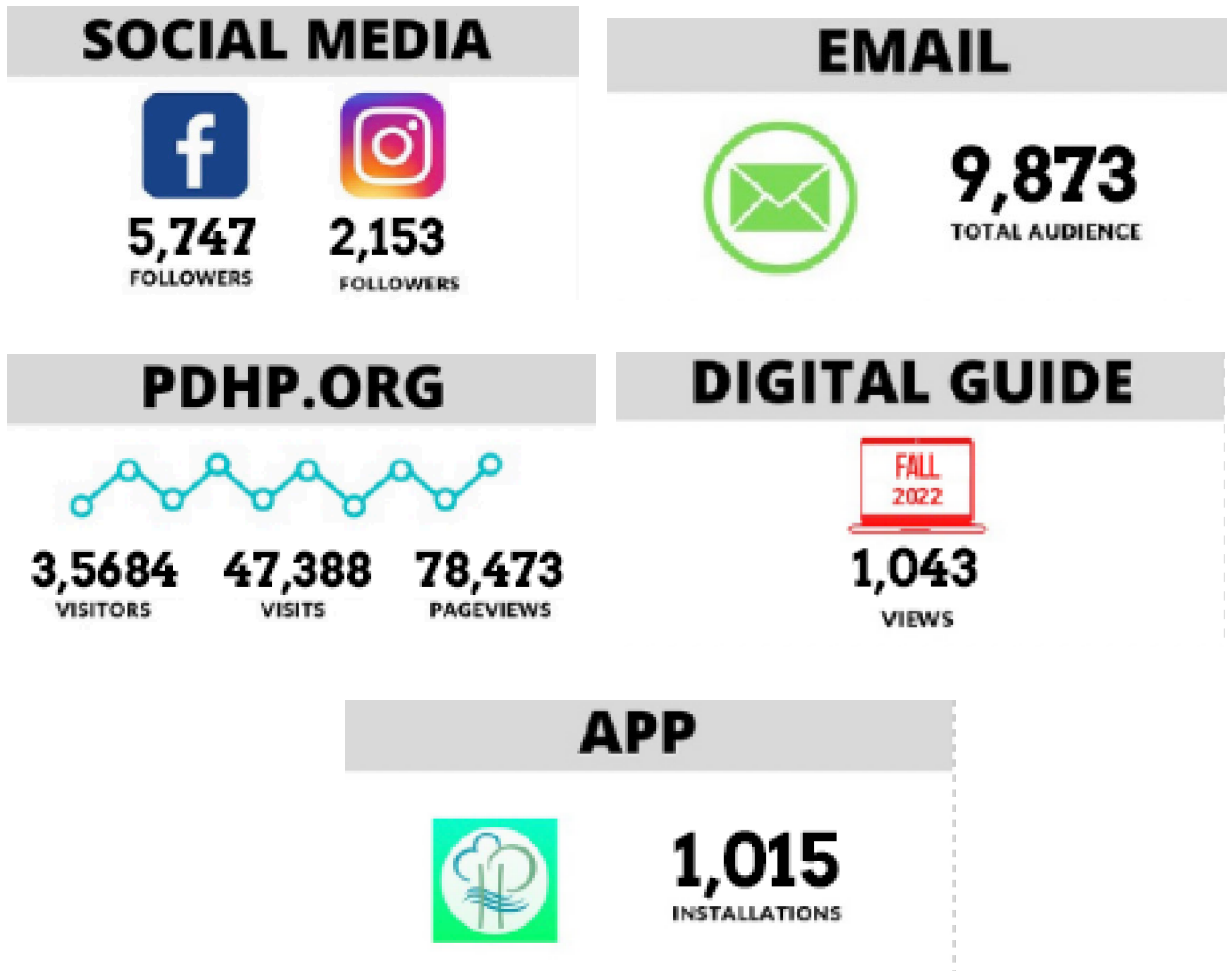 SOCIAL MEDIA
f
5,747 2,153
FOLLOWERS FOLLOWERS
EMAIL
9,873
TOTAL AUDIENCE
PDHP.ORG
3,5684 47,388 78,473
VISITORS VISITS PAGEVIEWS
DIGITAL GUIDE
FALL
2022
1,043
VIEWS
APP
1,015
INSTALLATIONS